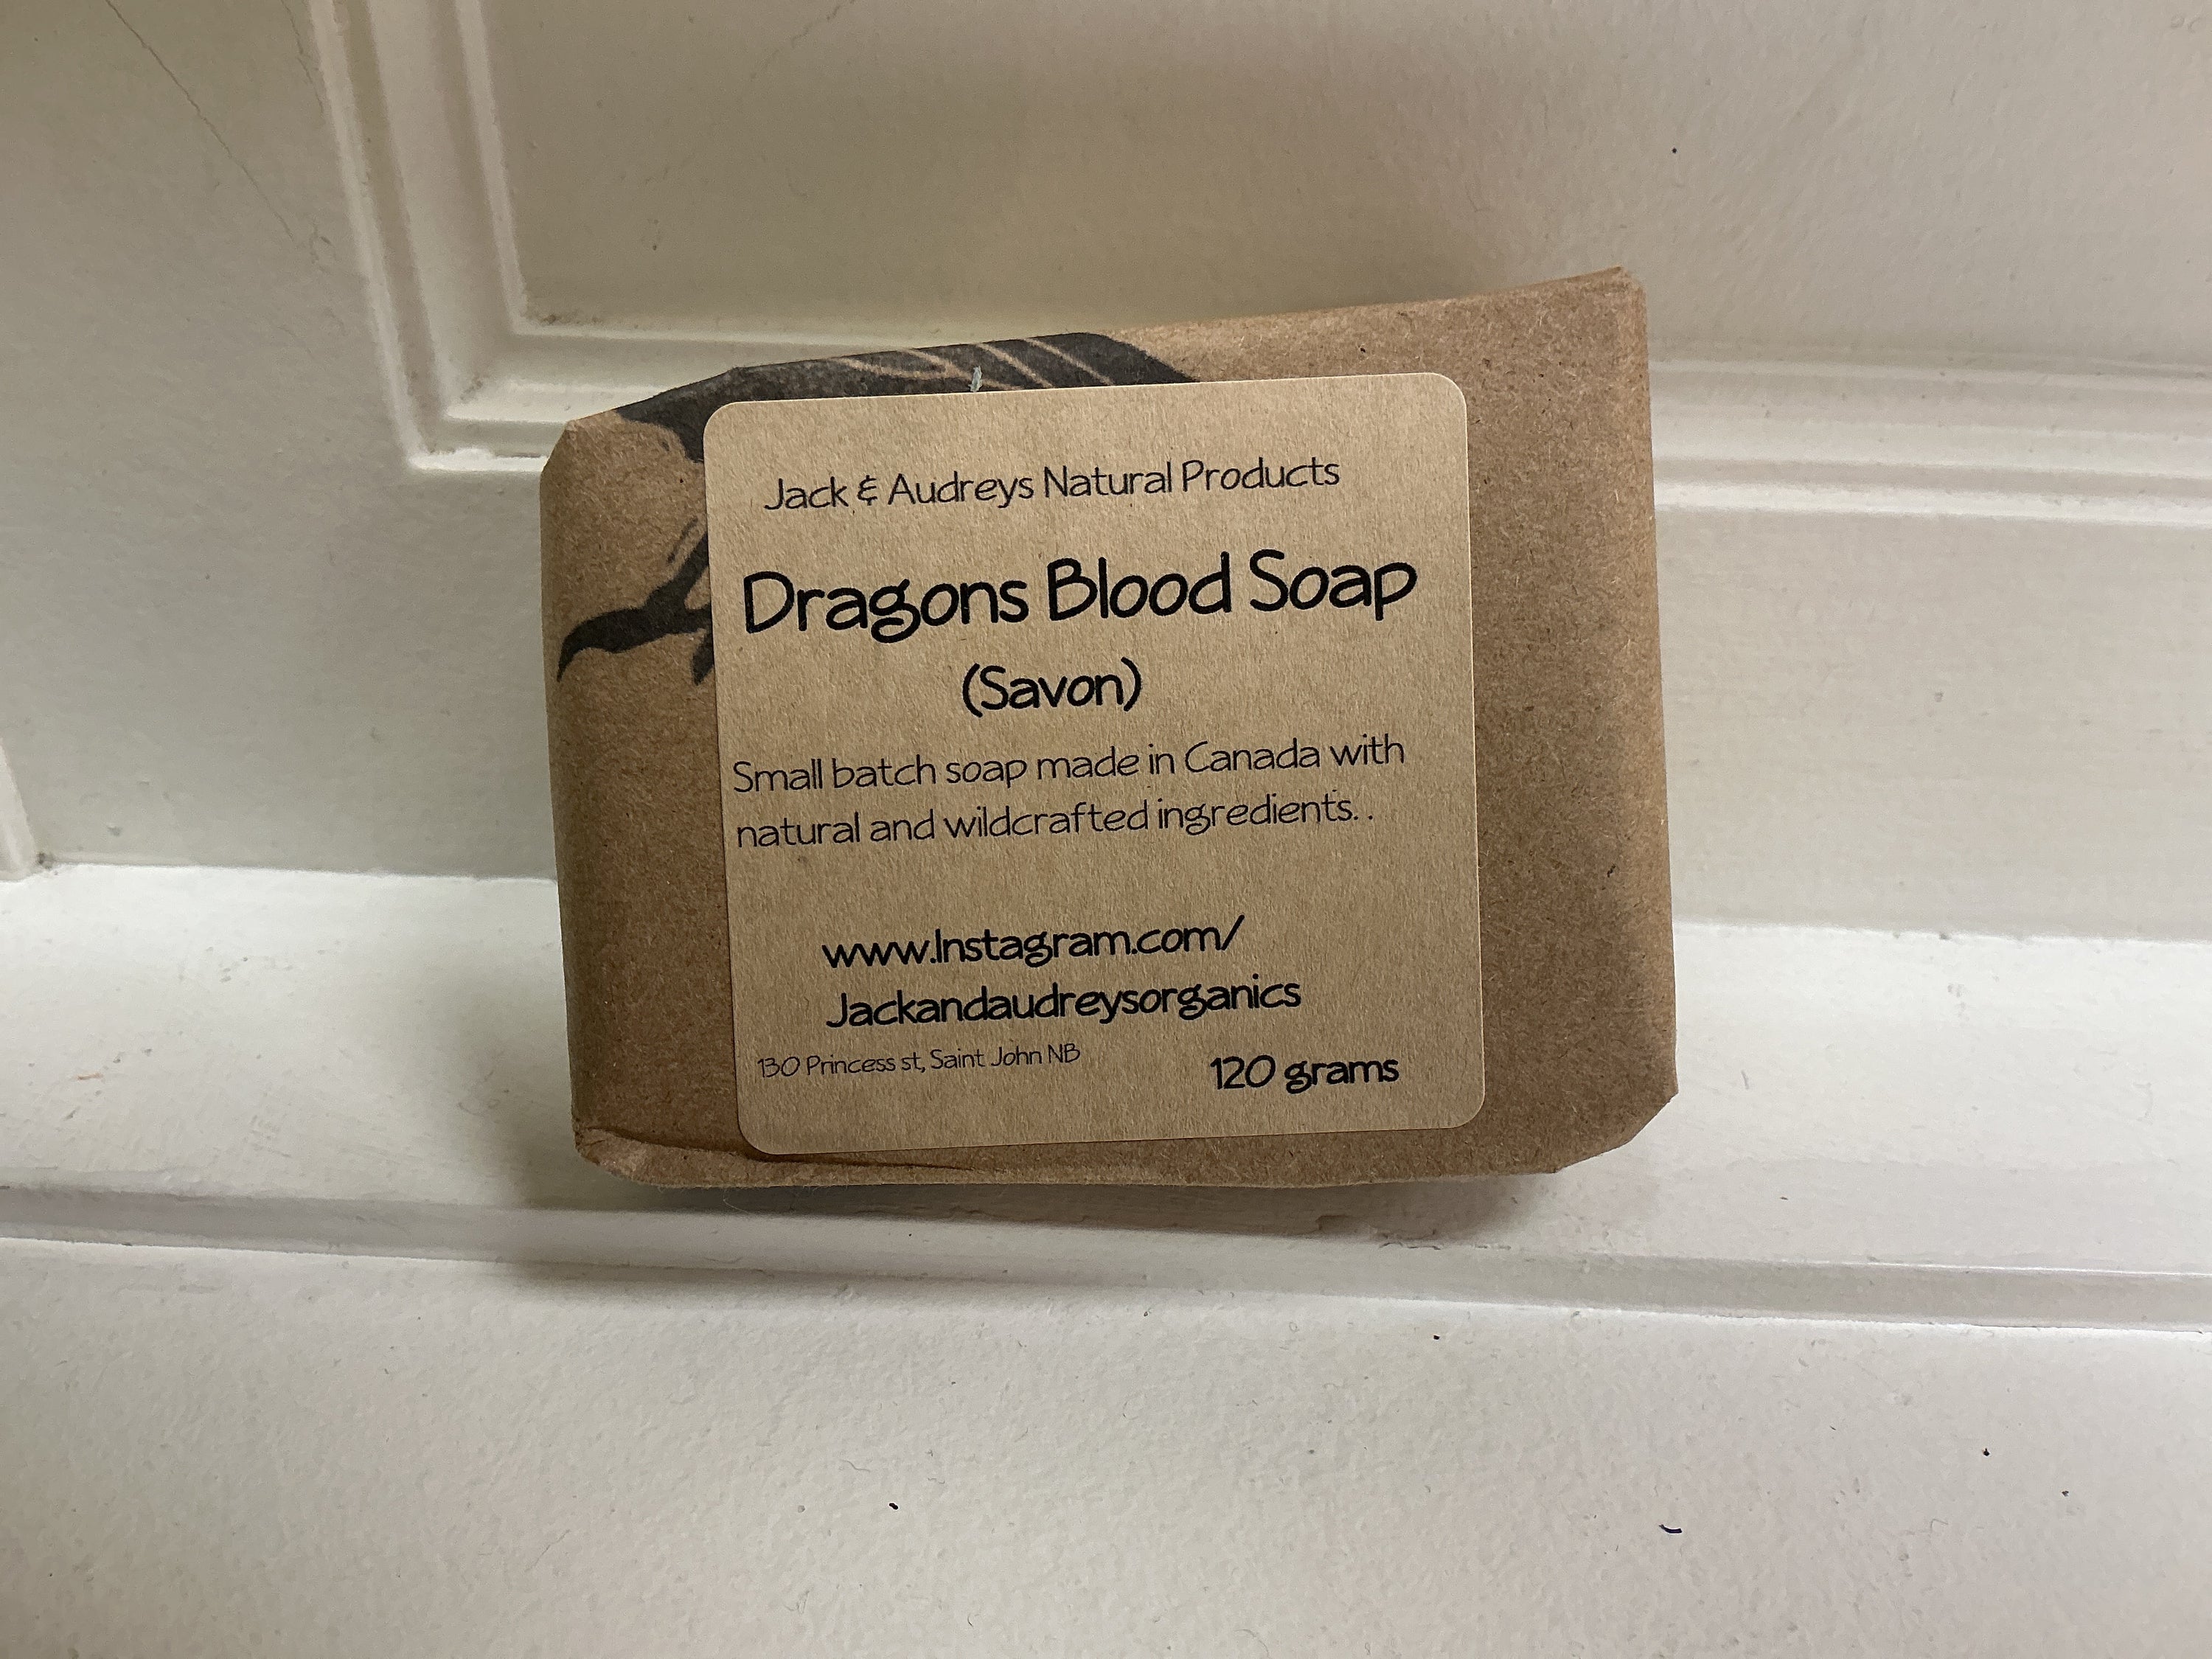 Jack & Audreys Natural Products
Dragons Blood Soap
(Savon)
Small batch soap made in Canada with
natural and wildcrafted ingredients. .
www.Instagram.com/
Jackandaudreysorganics
130 Princess st, Saint John NB
120 grams